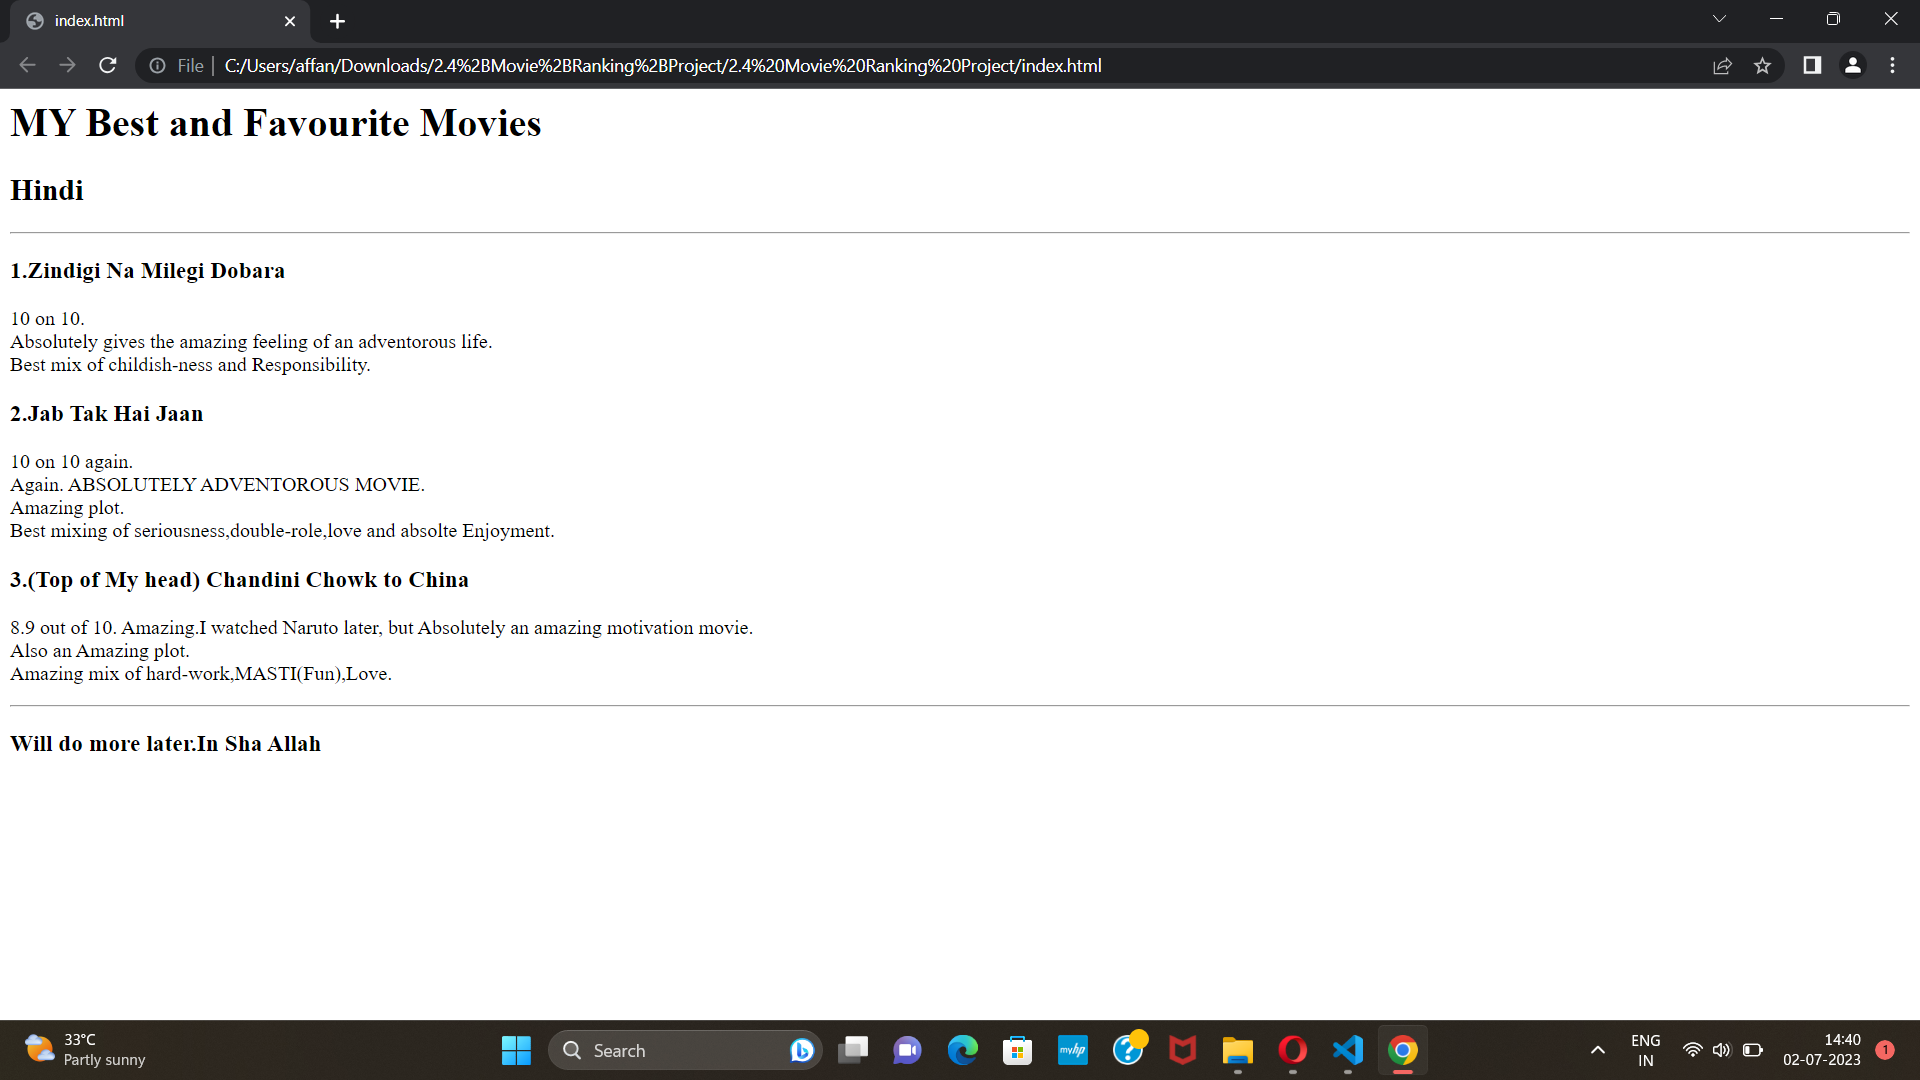 index.html
File
C:/Users/affan/Downloads/2.4%2BMovie%2BRanking%2BProject/2.4%20Movie%20Ranking%20Project/index.html
MY Best and Favourite Movies
Hindi
1.Zindigi Na Milegi Dobara
10 on 10.
Absolutely gives the amazing feeling of an adventorous life.
Best mix of childish-ness and Responsibility.
2.Jab Tak Hai Jaan
10 on 10 again.
Again. ABSOLUTELY ADVENTOROUS MOVIE.
Amazing plot.
Best mixing of seriousness,double-role,love and absolte Enjoyment.
3.(Top of My head) Chandini Chowk to China
8.9 out of 10. Amazing.I watched Naruto later, but Absolutely an amazing motivation movie.
Also an Amazing plot.
Amazing mix of hard-work,MASTI(Fun),Love.
Will do more later.In Sha Allah
33°C
Partly sunny
Search
myhp
ENG
IN
14:40
02-07-2023
1